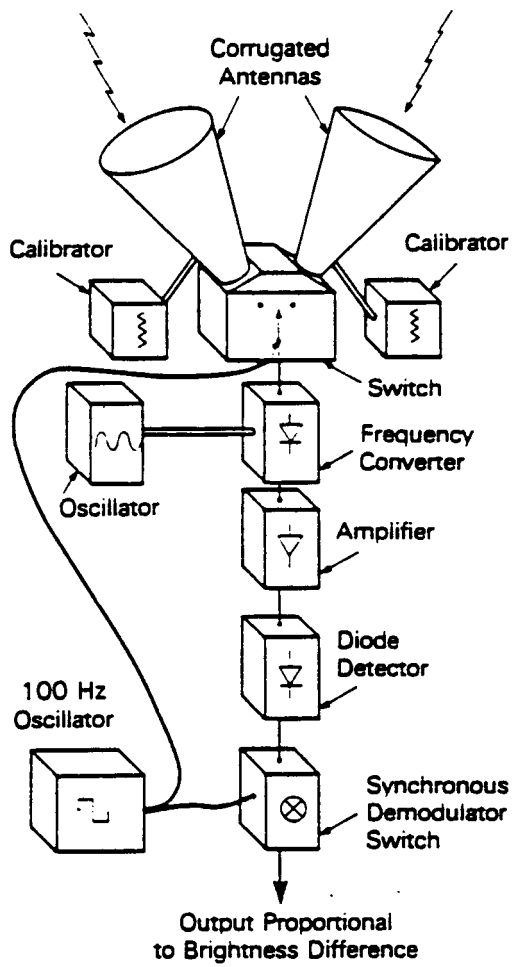 Corrugated
Antennas
Calibrator
Calibrator
Switch
Frequency
Converter
Oscillator
Amplifier
Diode
Detector
100 Hz
Oscillator
Synchronous
Demodulator
Switch
Output Proportional
to Brightness Difference